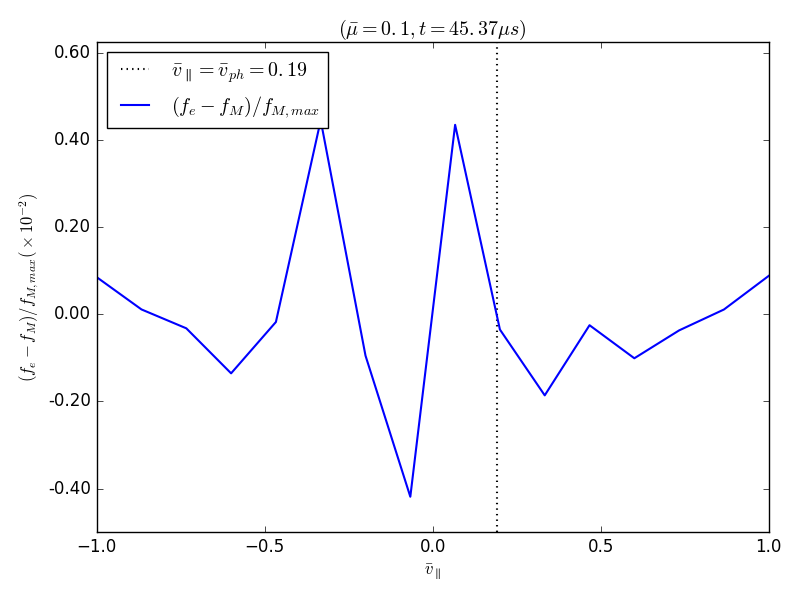 (μ̄ = 0.1, t = 45.37μs)
v̄∥ = v̄ph = 0.19
(fe − fM)/fM,max
(fe − fM)/fM,max(×10⁻²)
0.60
0.40
0.20
0.00
-0.20
-0.40
−1.0 −0.5 0.0 0.5 1.0
v̄∥